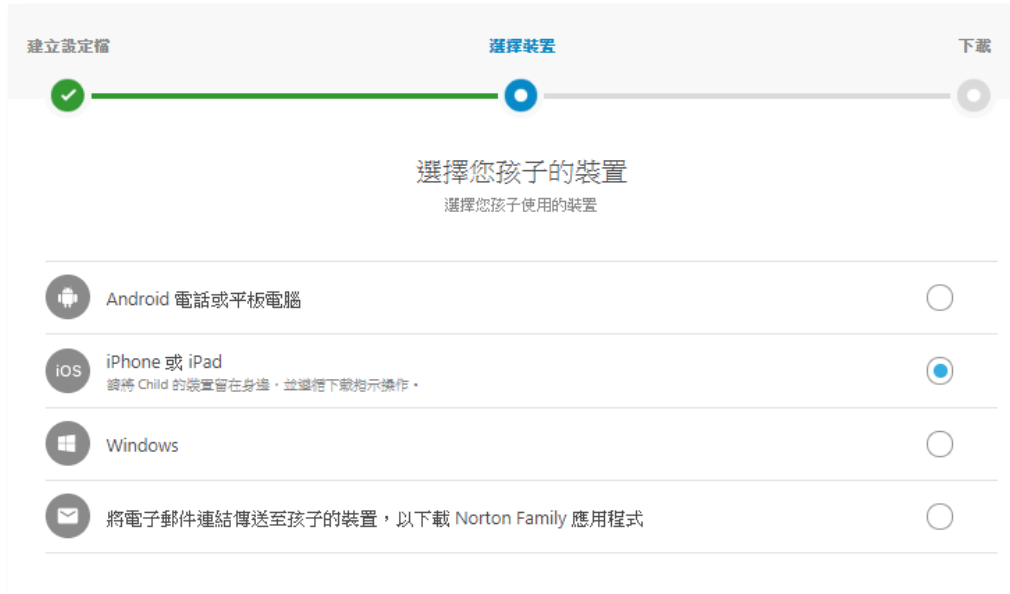 建立設定檔
選擇裝置
下載
選擇您孩子的裝置
選擇您孩子使用的裝置
Android 電話或平板電腦
iOS
iPhone 或 iPad
請將 Child 的裝置留在身邊，並遵循下載指示操作。
Windows
將電子郵件連結傳送至孩子的裝置，以下載 Norton Family 應用程式